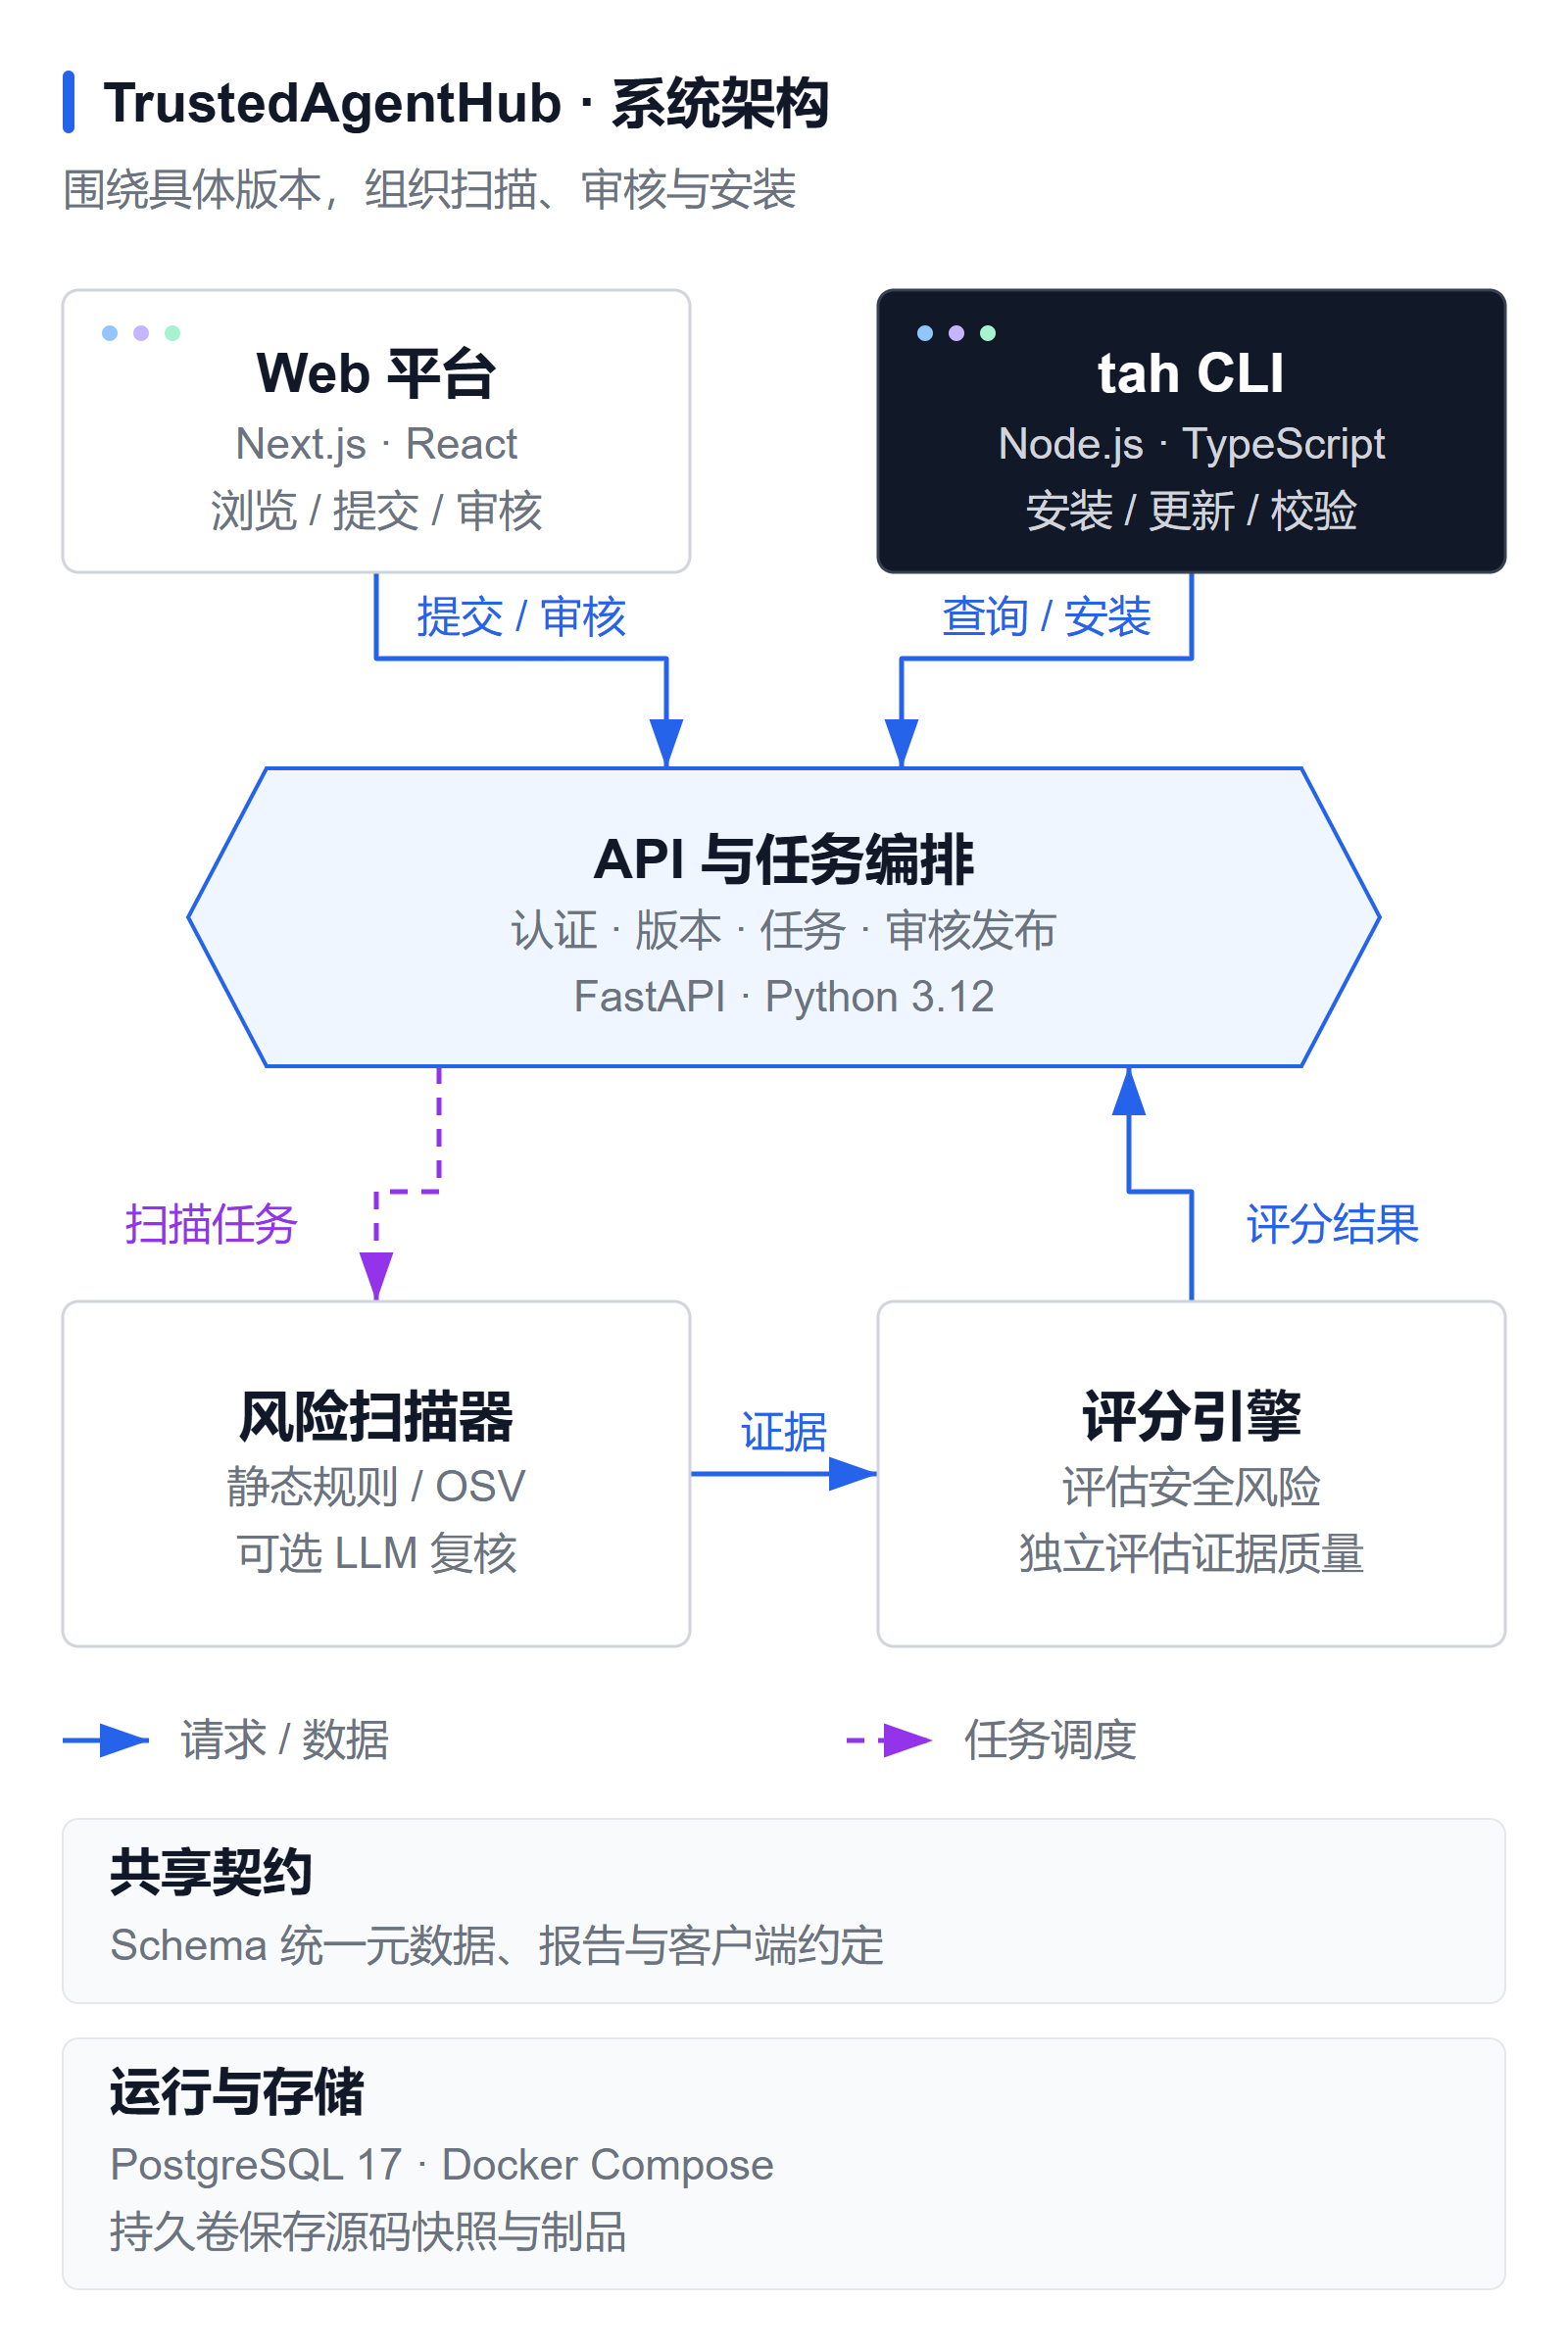 TrustedAgentHub · 系统架构
围绕具体版本，组织扫描、审核与安装
Web 平台
Next.js · React
浏览 / 提交 / 审核
tah CLI
Node.js · TypeScript
安装 / 更新 / 校验
提交 / 审核
查询 / 安装
API 与任务编排
认证 · 版本 · 任务 · 审核发布
FastAPI · Python 3.12
扫描任务
评分结果
风险扫描器
静态规则 / OSV
可选 LLM 复核
证据
评分引擎
评估安全风险
独立评估证据质量
请求 / 数据
任务调度
共享契约
Schema 统一元数据、报告与客户端约定
运行与存储
PostgreSQL 17 · Docker Compose
持久卷保存源码快照与制品